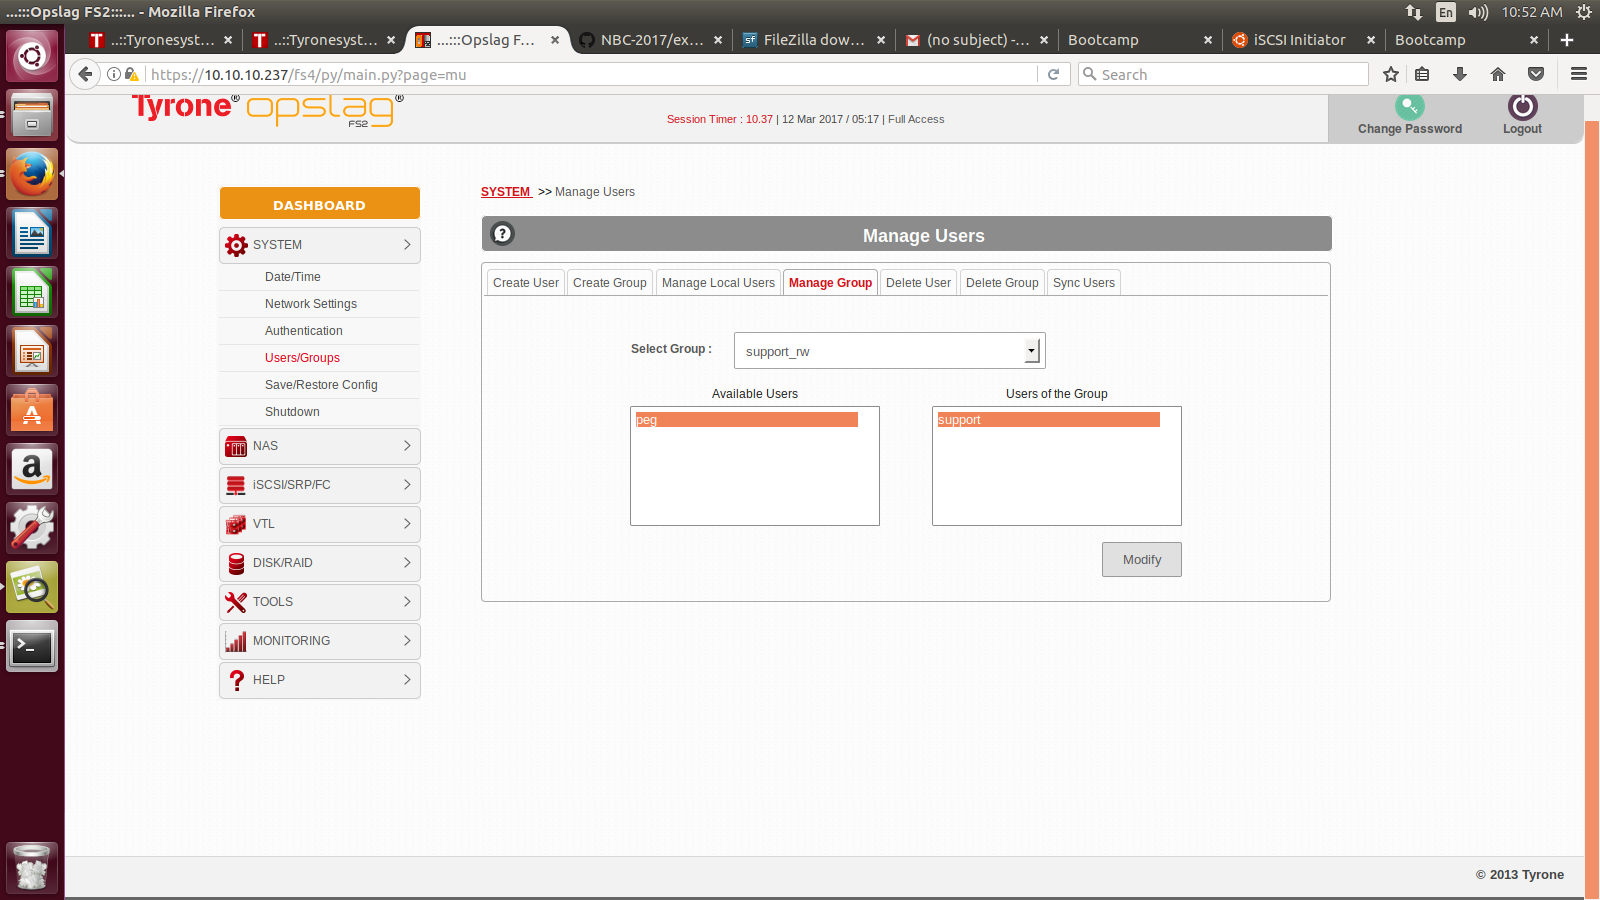 ...:::Opslag FS2:::... - Mozilla Firefox
En
10:52 AM
..::Tyronesyst...
..::Tyronesyst...
...:::Opslag F...
NBC-2017/ex...
sf FileZilla dow...
(no subject) -...
Bootcamp
iSCSI Initiator
Bootcamp
https://10.10.10.237/fs4/py/main.py?page=mu
Search
Tyrone® opslag®
FS2
Session Timer : 10.37 | 12 Mar 2017 / 05:17 | Full Access
Change Password
Logout
DASHBOARD
SYSTEM
Date/Time
Network Settings
Authentication
Users/Groups
Save/Restore Config
Shutdown
NAS
iSCSI/SRP/FC
VTL
DISK/RAID
TOOLS
MONITORING
HELP
SYSTEM >> Manage Users
Manage Users
Create User
Create Group
Manage Local Users
Manage Group
Delete User
Delete Group
Sync Users
Select Group :
support_rw
Available Users
Users of the Group
peg
support
Modify
© 2013 Tyrone